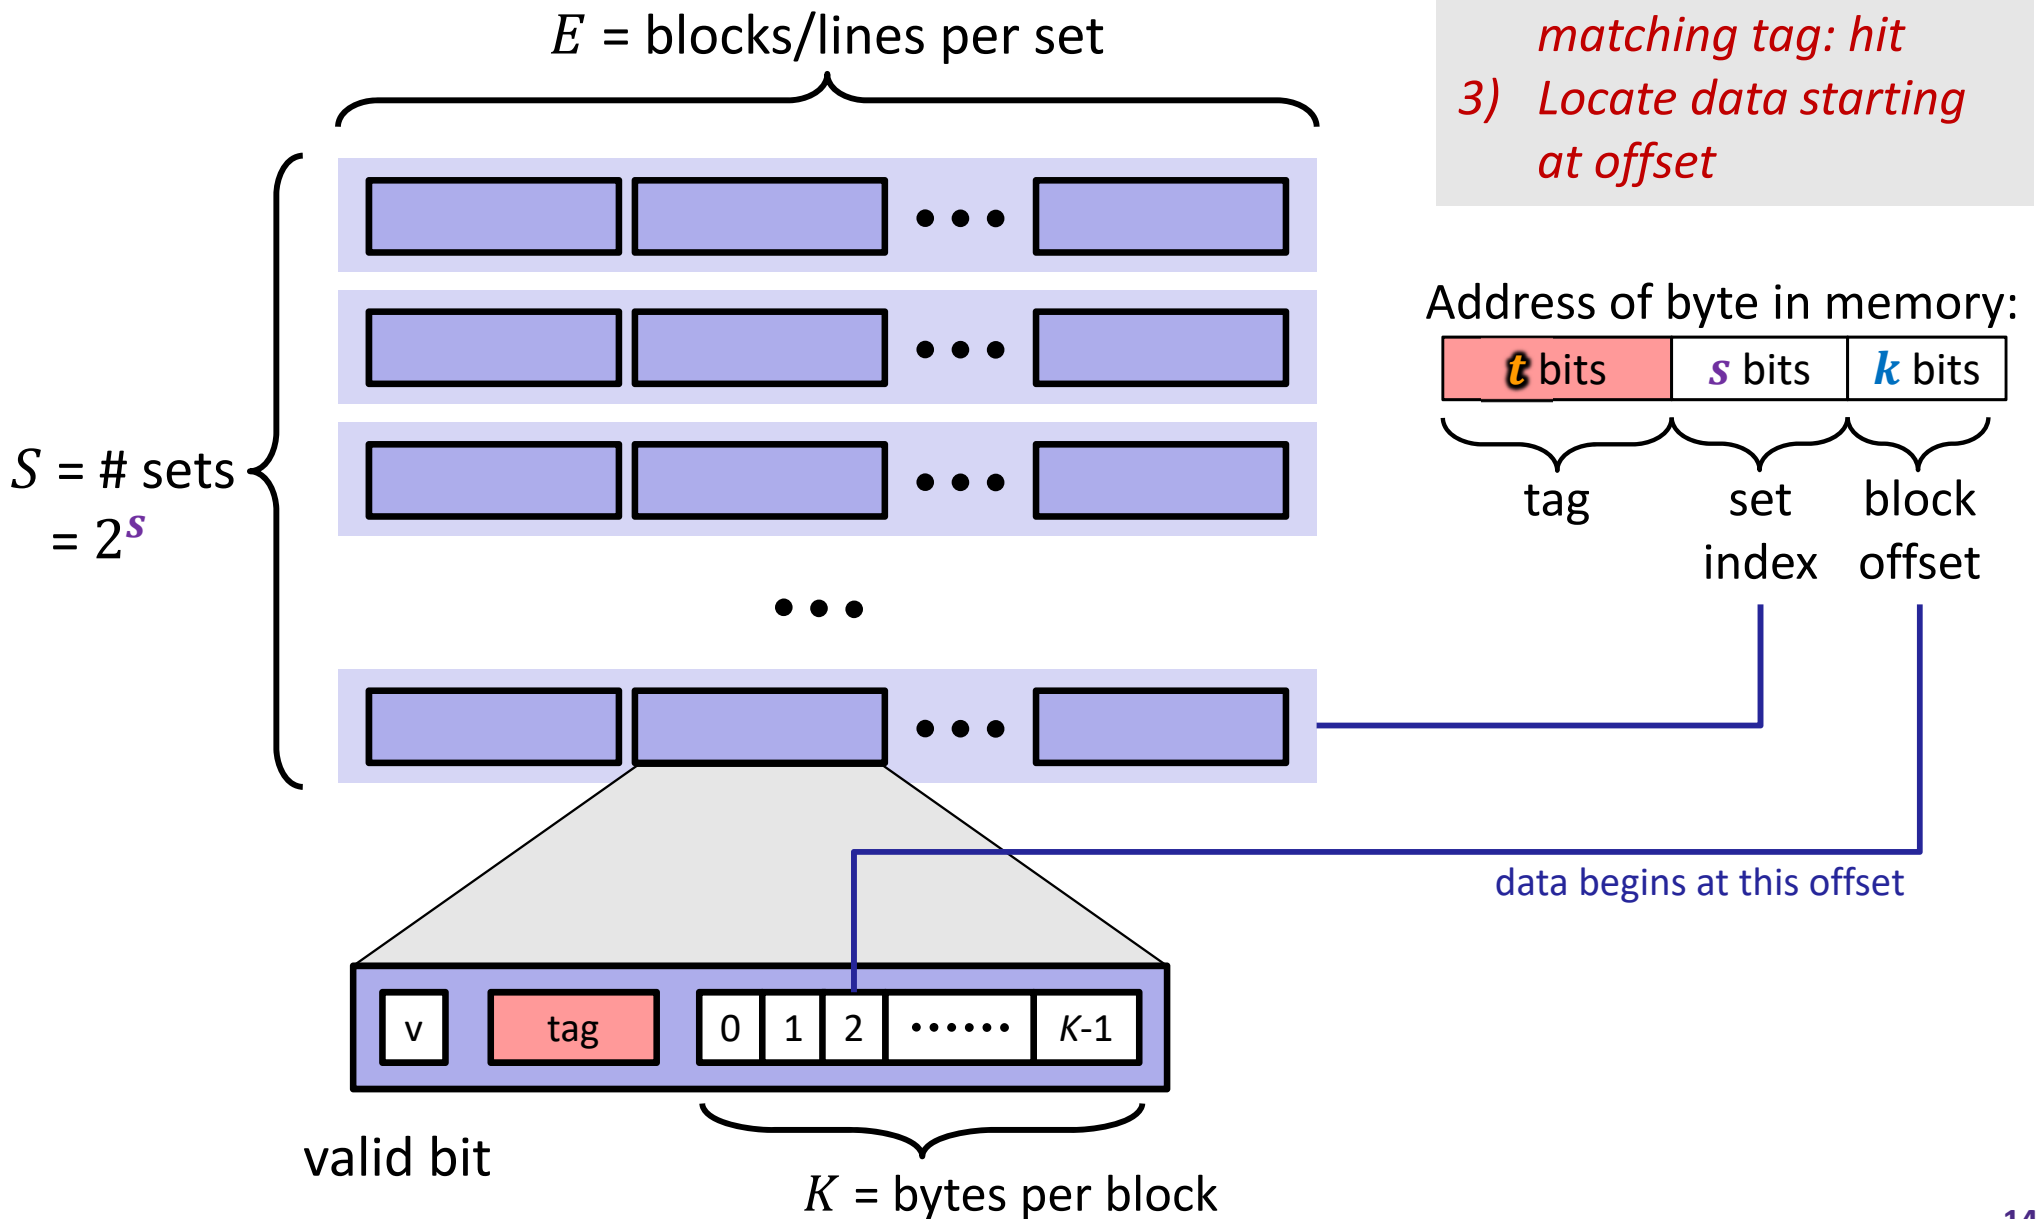 E = blocks/lines per set
matching tag: hit
3) Locate data starting
at offset
Address of byte in memory:
t bits s bits k bits
tag set block
index offset
S = # sets
= 2^s
data begins at this offset
v tag 0 1 2 •••••• K-1
valid bit
K = bytes per block
14